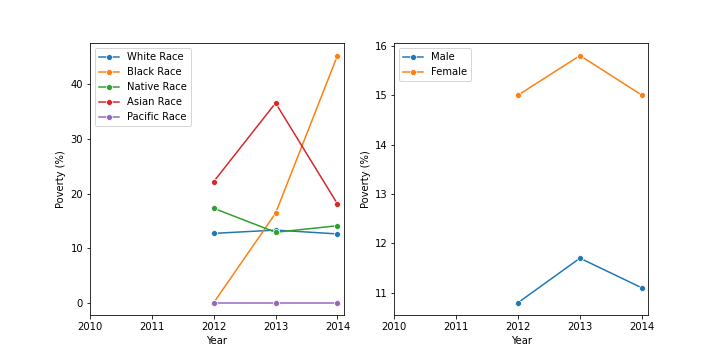 White Race
Black Race
Native Race
Asian Race
Pacific Race
Poverty (%)
40
30
20
10
0
2010 2011 2012 2013 2014
Year
Male
Female
Poverty (%)
16
15
14
13
12
11
2010 2011 2012 2013 2014
Year